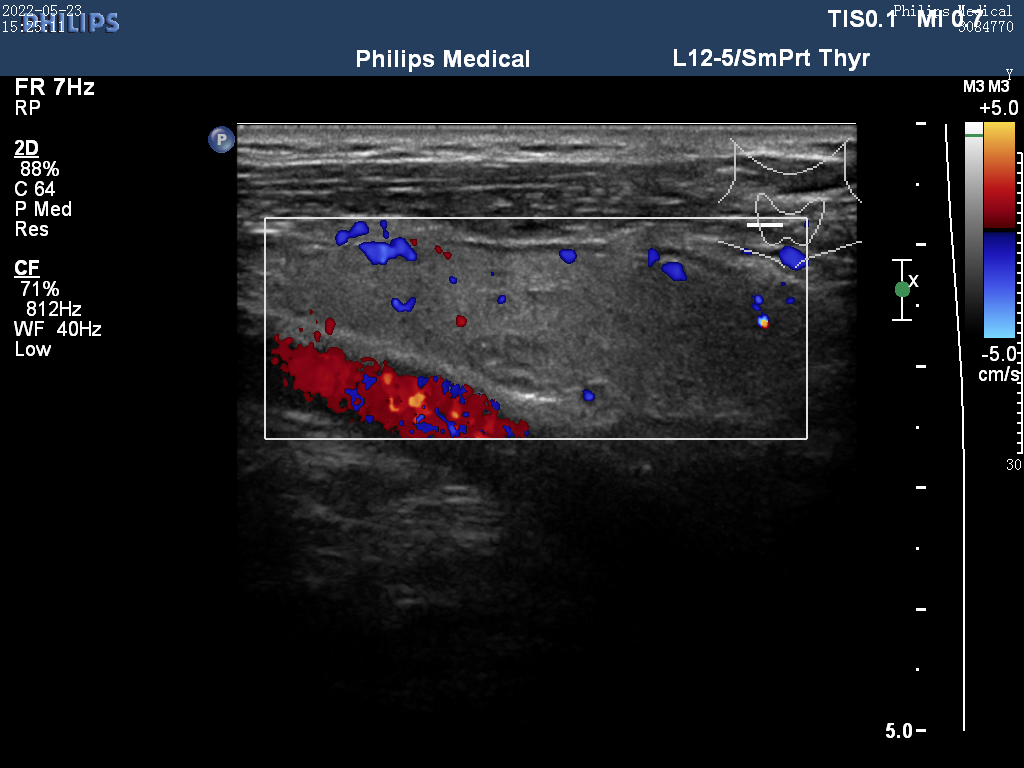 2022-05-23
15:25:11
PHILIPS
TIS0.1 MI 0.7
Philips Medical
3084770
Philips Medical
L12-5/SmPrt Thyr
Y
FR 7Hz
RP
M3 M3
+5.0
P
2D
88%
C 64
P Med
Res
CF
71%
812Hz
WF 40Hz
Low
X
-5.0
cm/s
30
5.0